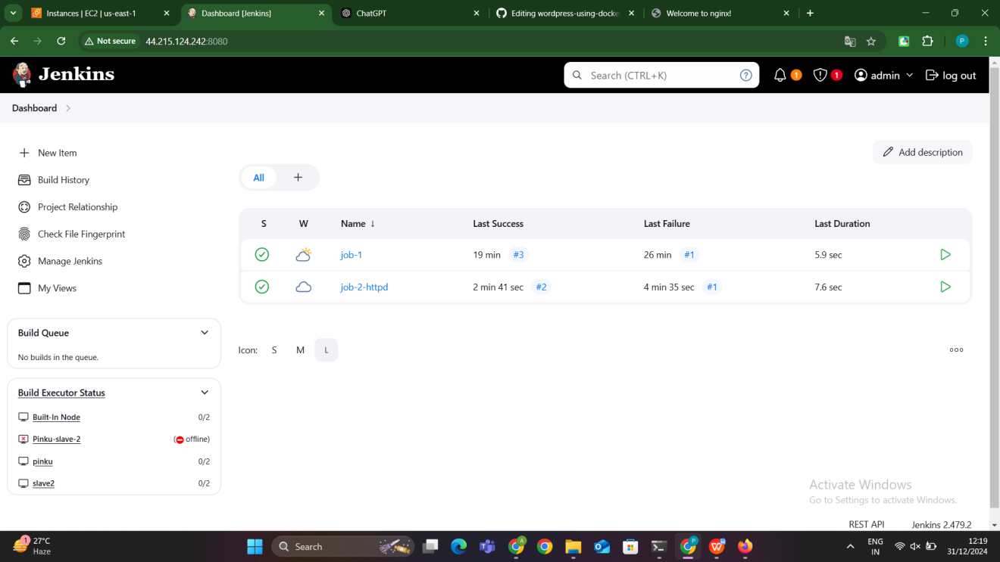 Instances | EC2 | us-east-1
Dashboard [Jenkins]
ChatGPT
Editing wordpress-using-docke
Welcome to nginx!
Not secure
44.215.124.242:8080
P
Jenkins
Search (CTRL+K)
?
1
1
admin
log out
Dashboard
New Item
Build History
Project Relationship
Check File Fingerprint
Manage Jenkins
My Views
Add description
All
+
S W Name ↓ Last Success Last Failure Last Duration
job-1 19 min #3 26 min #1 5.9 sec
job-2-httpd 2 min 41 sec #2 4 min 35 sec #1 7.6 sec
Icon: S M L
Build Queue
No builds in the queue.
Build Executor Status
Built-In Node 0/2
Pinku-slave-2 (offline)
pinku 0/2
slave2 0/2
Activate Windows
Go to Settings to activate Windows.
REST API Jenkins 2.479.2
1
27°C
Haze
Search
A
P
ENG
IN
12:19
31/12/2024